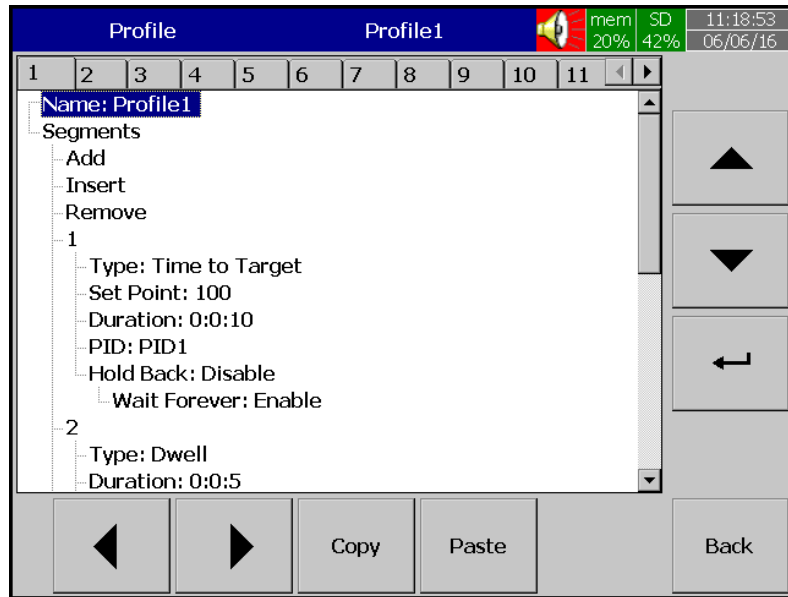 Profile Profile1 mem SD 11:18:53
20% 42% 06/06/16
1 2 3 4 5 6 7 8 9 10 11
Name: Profile1
Segments
Add
Insert
Remove
1
Type: Time to Target
Set Point: 100
Duration: 0:0:10
PID: PID1
Hold Back: Disable
Wait Forever: Enable
2
Type: Dwell
Duration: 0:0:5
Copy Paste Back